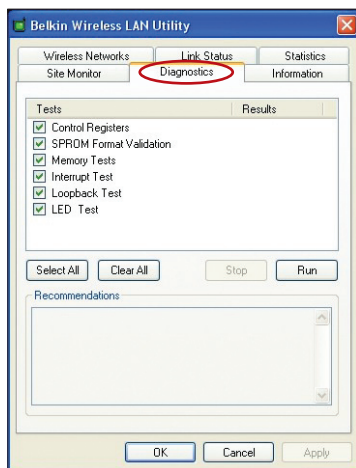 Belkin Wireless LAN Utility
Wireless Networks Link Status Statistics
Site Monitor Diagnostics Information
Tests Results
Control Registers
SPROM Format Validation
Memory Tests
Interrupt Test
Loopback Test
LED Test
Select All Clear All Stop Run
Recommendations
OK Cancel Apply